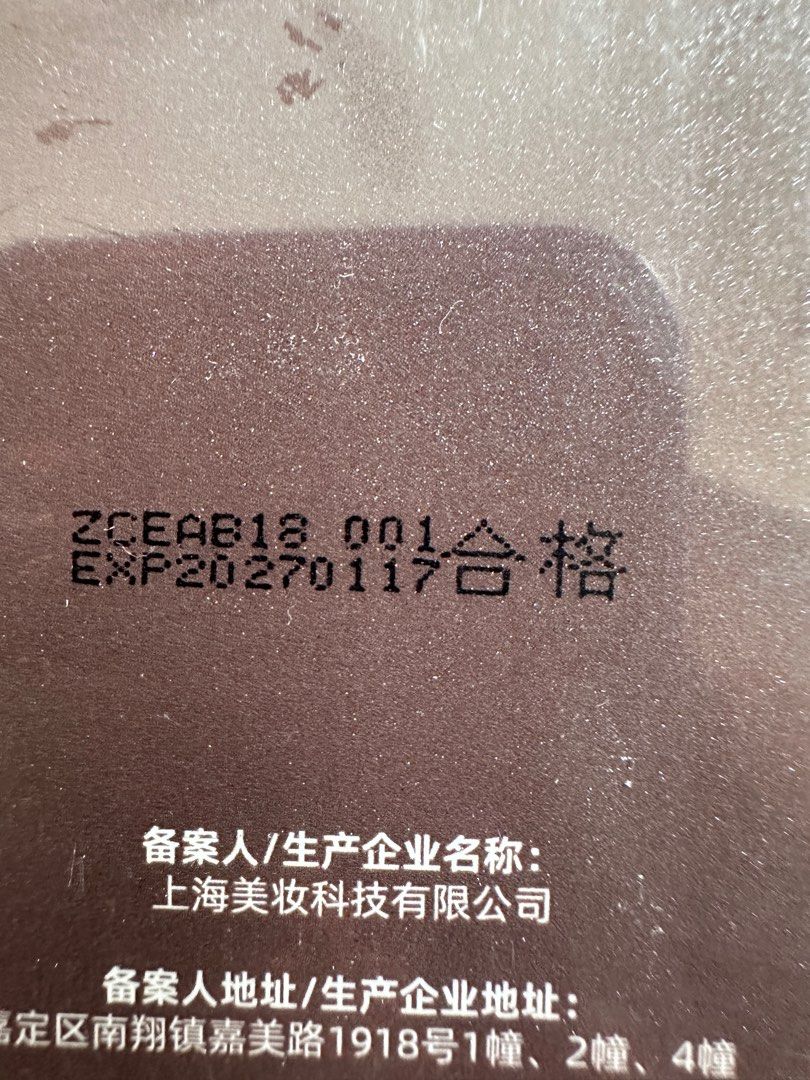 ZCEAB18 001
EXP20270117合格
备案人/生产企业名称：
上海美妆科技有限公司
备案人地址/生产企业地址：
嘉定区南翔镇嘉美路1918号1幢、2幢、4幢